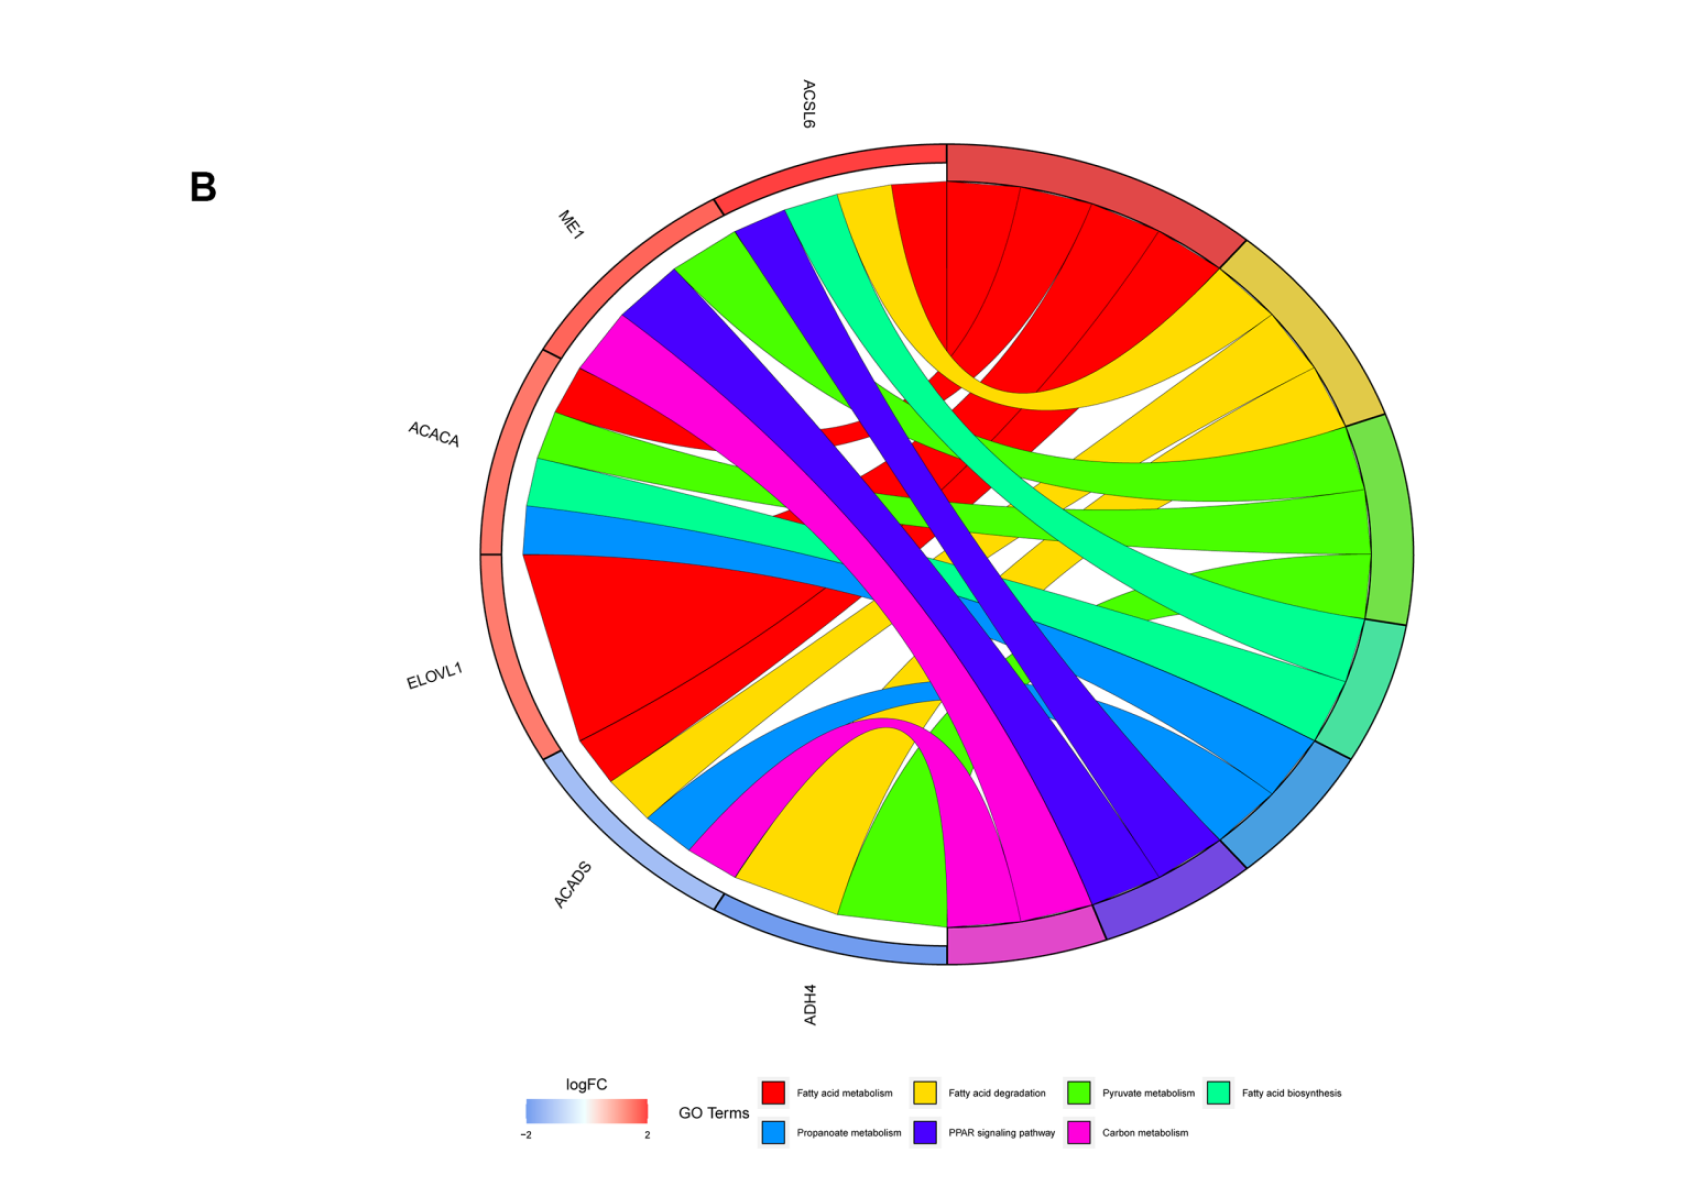 ACSL6
B
ME1
ACACA
ELOVL1
ACADS
ADH4
logFC
-2 2
GO Terms
Fatty acid metabolism Fatty acid degradation Pyruvate metabolism Fatty acid biosynthesis
Propanoate metabolism PPAR signaling pathway Carbon metabolism